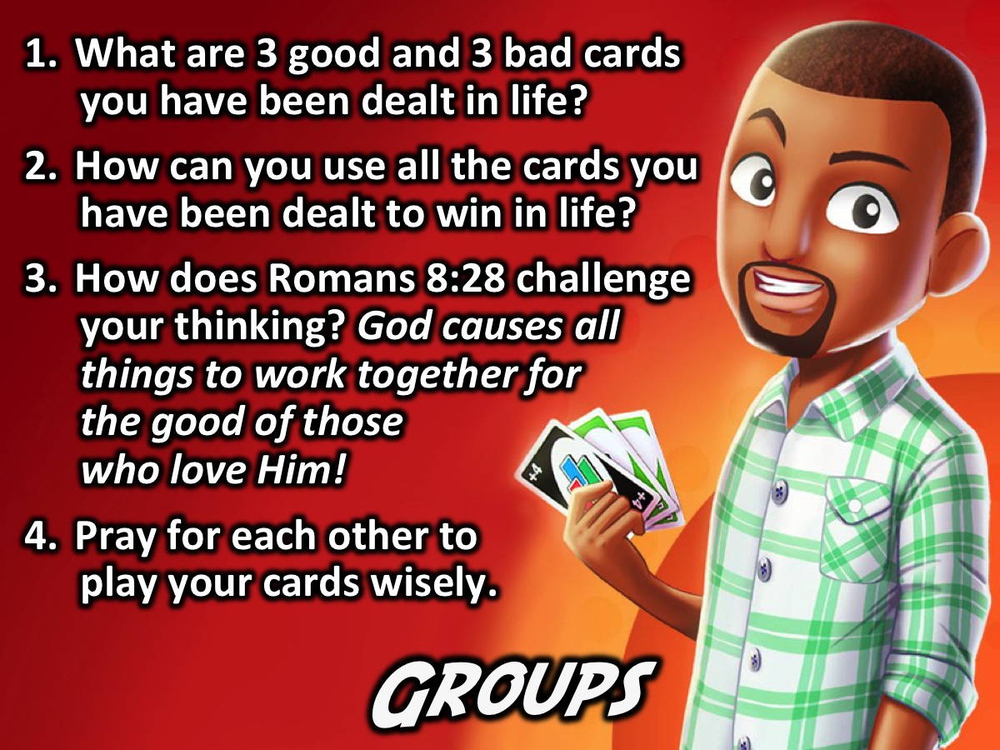 1. What are 3 good and 3 bad cards
you have been dealt in life?
2. How can you use all the cards you
have been dealt to win in life?
3. How does Romans 8:28 challenge
your thinking? God causes all
things to work together for
the good of those
who love Him!
+4
+4
4. Pray for each other to
play your cards wisely.
GROUPS